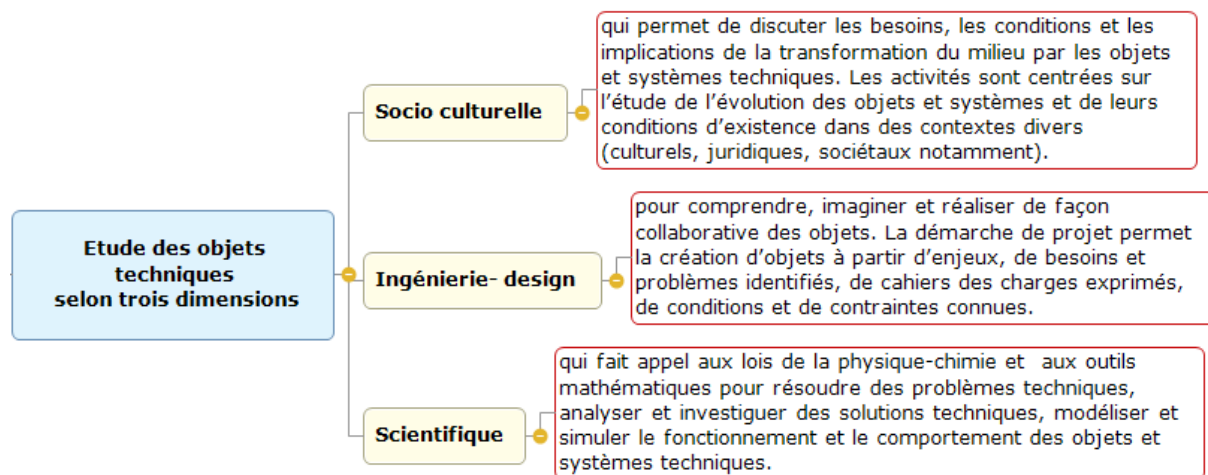 Etude des objets
techniques
selon trois dimensions
Socio culturelle
qui permet de discuter les besoins, les conditions et les
implications de la transformation du milieu par les objets
et systèmes techniques. Les activités sont centrées sur
l’étude de l’évolution des objets et systèmes et de leurs
conditions d’existence dans des contextes divers
(culturels, juridiques, sociétaux notamment).
Ingénierie- design
pour comprendre, imaginer et réaliser de façon
collaborative des objets. La démarche de projet permet
la création d’objets à partir d’enjeux, de besoins et
problèmes identifiés, de cahiers des charges exprimés,
de conditions et de contraintes connues.
Scientifique
qui fait appel aux lois de la physique-chimie et  aux outils
mathématiques pour résoudre des problèmes techniques,
analyser et investiguer des solutions techniques, modéliser et
simuler le fonctionnement et le comportement des objets et
systèmes techniques.